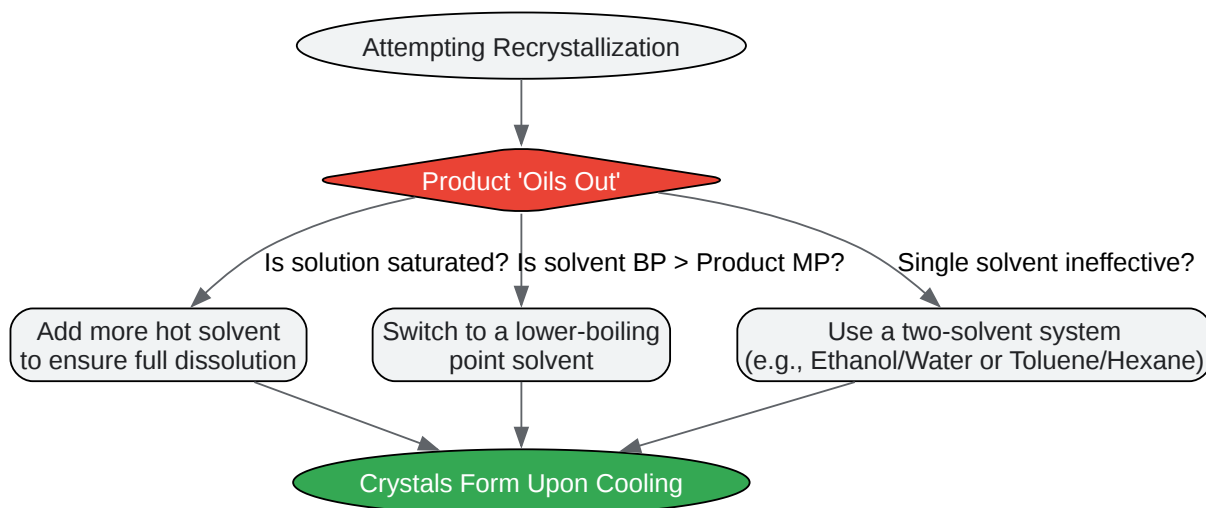 Attempting Recrystallization
Product 'Oils Out'
Is solution saturated?
Is solvent BP > Product MP?
Single solvent ineffective?
Add more hot solvent
to ensure full dissolution
Switch to a lower-boiling
point solvent
Use a two-solvent system
(e.g., Ethanol/Water or Toluene/Hexane)
Crystals Form Upon Cooling